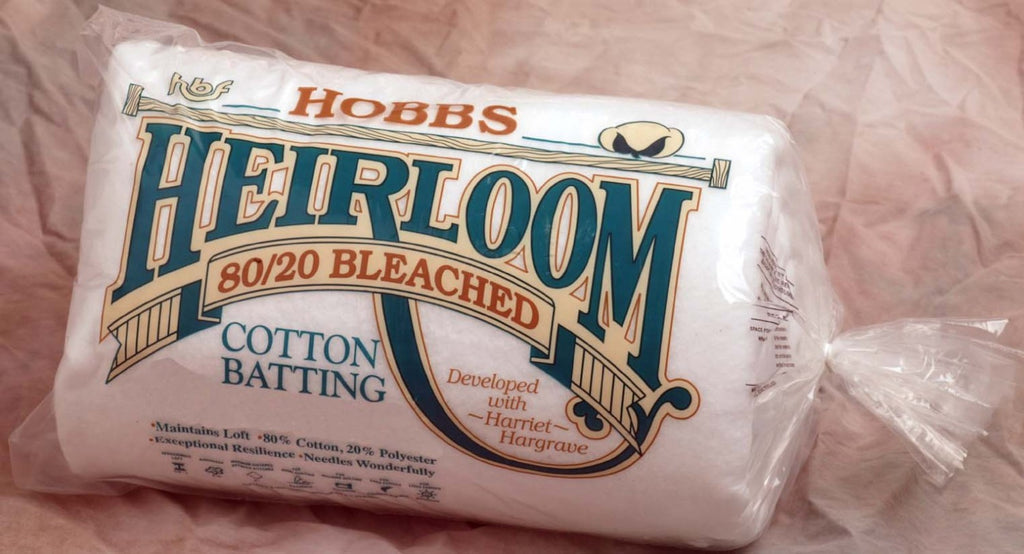 hbf
HOBBS
HEIRLOOM
80/20 BLEACHED
COTTON
BATTING
Developed
with
~Harriet~
Hargrave
•Maintains Loft •80% Cotton, 20% Polyester
•Exceptional Resilience •Needles Wonderfully